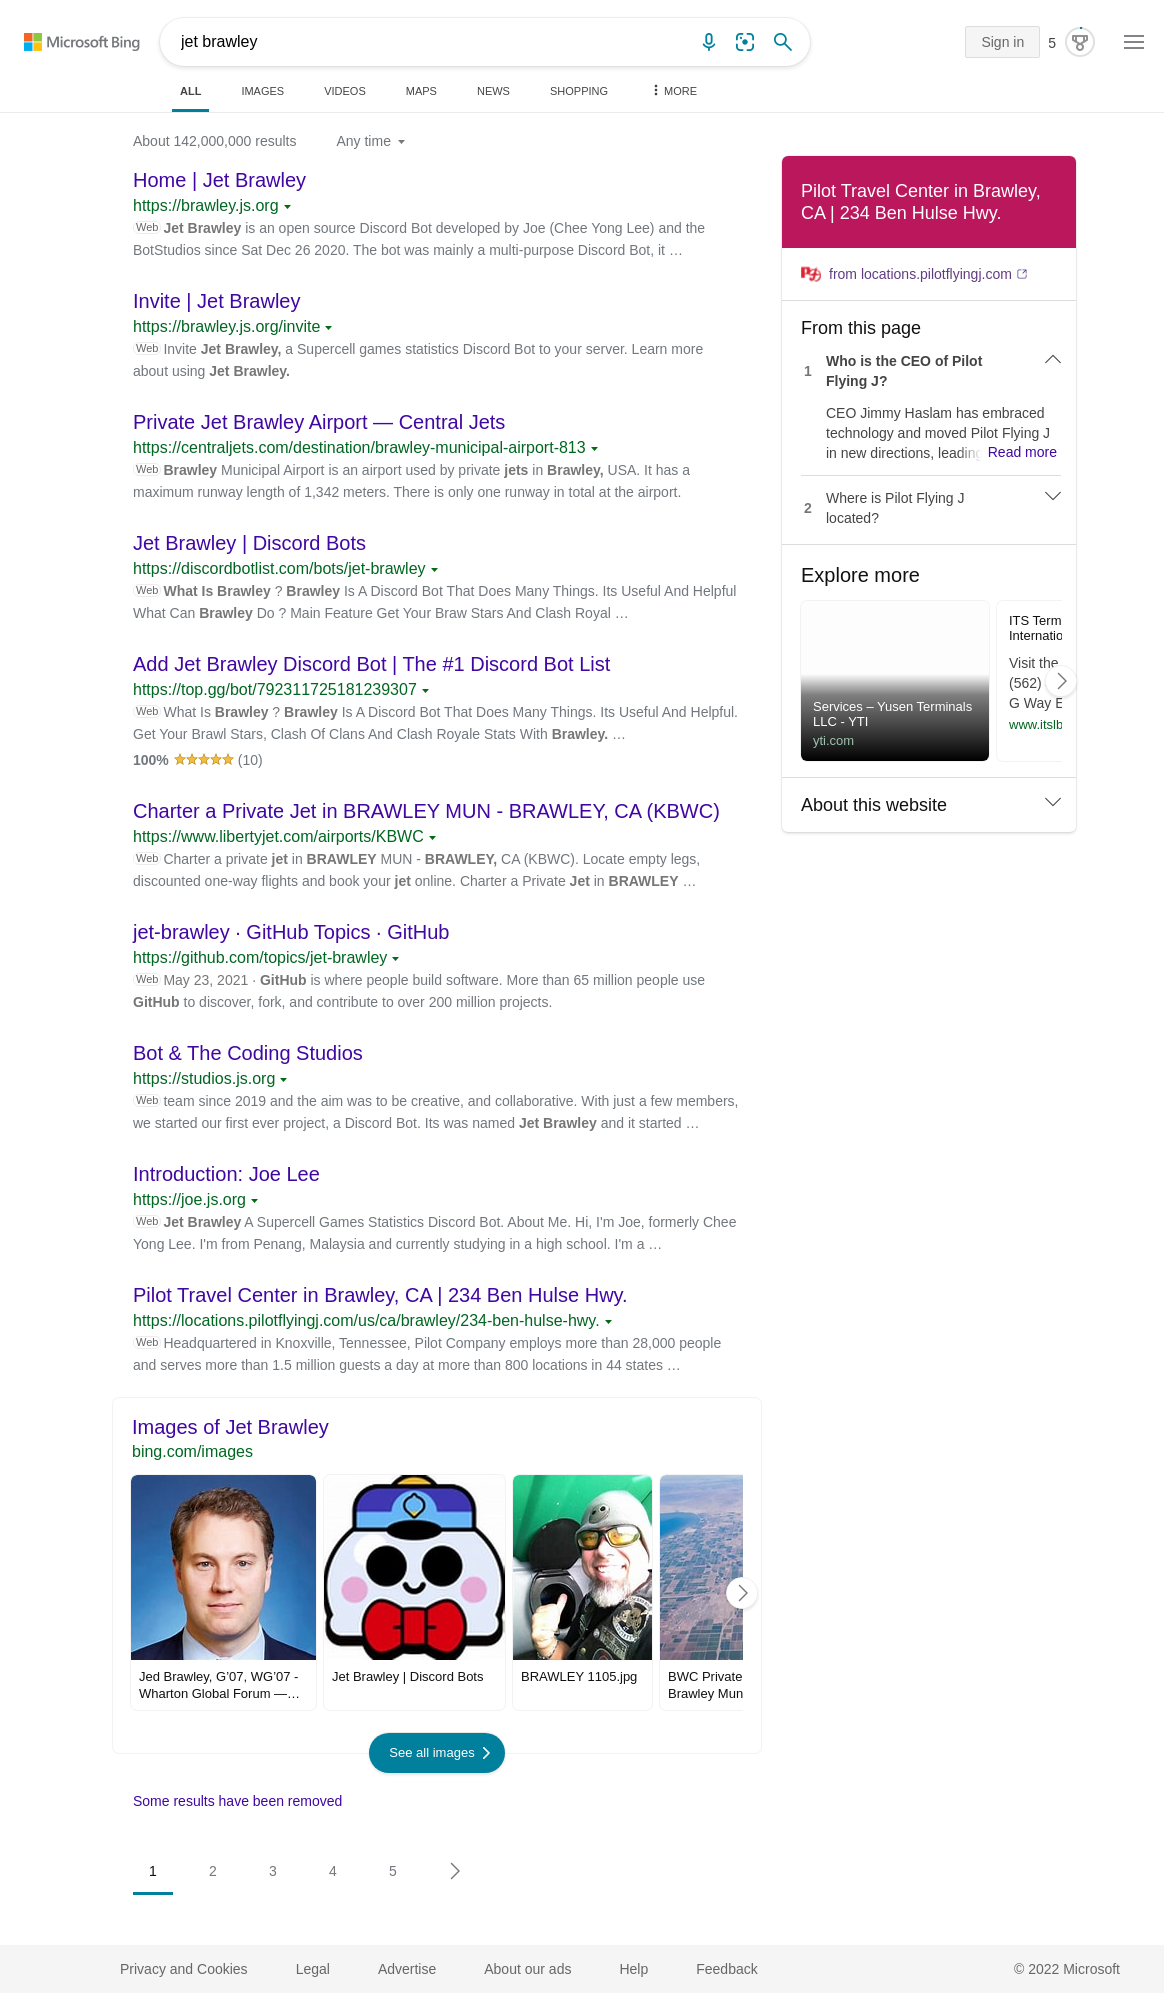 Microsoft Bing
jet brawley
Sign in
5
ALL
IMAGES
VIDEOS
MAPS
NEWS
SHOPPING
MORE
About 142,000,000 results
Any time
Home | Jet Brawley
https://brawley.js.org
Web Jet Brawley is an open source Discord Bot developed by Joe (Chee Yong Lee) and the
BotStudios since Sat Dec 26 2020. The bot was mainly a multi-purpose Discord Bot, it …
Invite | Jet Brawley
https://brawley.js.org/invite
Web Invite Jet Brawley, a Supercell games statistics Discord Bot to your server. Learn more
about using Jet Brawley.
Private Jet Brawley Airport — Central Jets
https://centraljets.com/destination/brawley-municipal-airport-813
Web Brawley Municipal Airport is an airport used by private jets in Brawley, USA. It has a
maximum runway length of 1,342 meters. There is only one runway in total at the airport.
Jet Brawley | Discord Bots
https://discordbotlist.com/bots/jet-brawley
Web What Is Brawley ? Brawley Is A Discord Bot That Does Many Things. Its Useful And Helpful
What Can Brawley Do ? Main Feature Get Your Braw Stars And Clash Royal …
Add Jet Brawley Discord Bot | The #1 Discord Bot List
https://top.gg/bot/792311725181239307
Web What Is Brawley ? Brawley Is A Discord Bot That Does Many Things. Its Useful And Helpful.
Get Your Brawl Stars, Clash Of Clans And Clash Royale Stats With Brawley. …
100% (10)
Charter a Private Jet in BRAWLEY MUN - BRAWLEY, CA (KBWC)
https://www.libertyjet.com/airports/KBWC
Web Charter a private jet in BRAWLEY MUN - BRAWLEY, CA (KBWC). Locate empty legs,
discounted one-way flights and book your jet online. Charter a Private Jet in BRAWLEY …
jet-brawley · GitHub Topics · GitHub
https://github.com/topics/jet-brawley
Web May 23, 2021 · GitHub is where people build software. More than 65 million people use
GitHub to discover, fork, and contribute to over 200 million projects.
Bot & The Coding Studios
https://studios.js.org
Web team since 2019 and the aim was to be creative, and collaborative. With just a few members,
we started our first ever project, a Discord Bot. Its was named Jet Brawley and it started …
Introduction: Joe Lee
https://joe.js.org
Web Jet Brawley A Supercell Games Statistics Discord Bot. About Me. Hi, I'm Joe, formerly Chee
Yong Lee. I'm from Penang, Malaysia and currently studying in a high school. I'm a …
Pilot Travel Center in Brawley, CA | 234 Ben Hulse Hwy.
https://locations.pilotflyingj.com/us/ca/brawley/234-ben-hulse-hwy.
Web Headquartered in Knoxville, Tennessee, Pilot Company employs more than 28,000 people
and serves more than 1.5 million guests a day at more than 800 locations in 44 states …
Images of Jet Brawley
bing.com/images
Jed Brawley, G'07, WG'07 -
Wharton Global Forum —…
Jet Brawley | Discord Bots
BRAWLEY 1105.jpg
BWC Private
Brawley Mun
See all images
Some results have been removed
1
2
3
4
5
Pilot Travel Center in Brawley,
CA | 234 Ben Hulse Hwy.
from locations.pilotflyingj.com
From this page
1
Who is the CEO of Pilot
Flying J?
CEO Jimmy Haslam has embraced
technology and moved Pilot Flying J
in new directions, leading Read more
2
Where is Pilot Flying J
located?
Explore more
Services – Yusen Terminals
LLC - YTI
yti.com
ITS Term
Internatio
Visit the
(562)
G Way E
www.itslb
About this website
Privacy and Cookies
Legal
Advertise
About our ads
Help
Feedback
© 2022 Microsoft